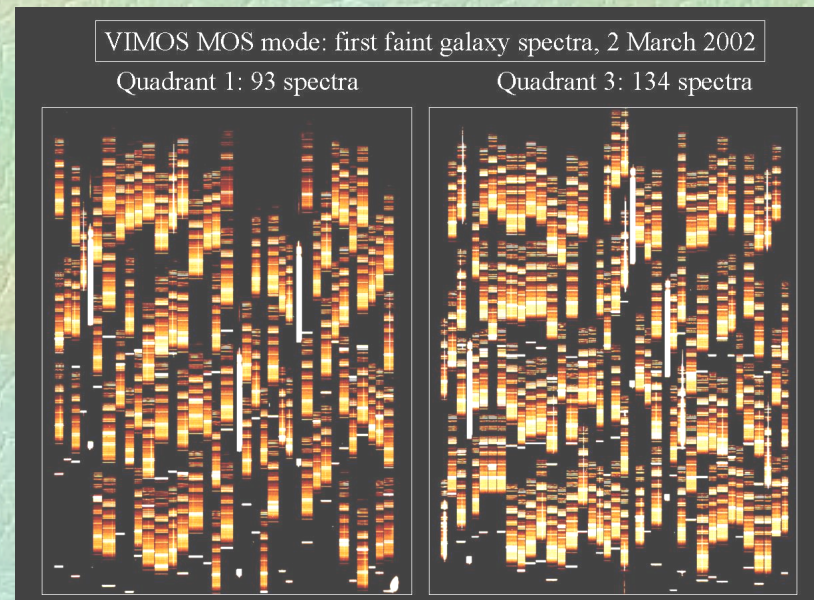 VIMOS MOS mode: first faint galaxy spectra, 2 March 2002
Quadrant 1: 93 spectra
Quadrant 3: 134 spectra